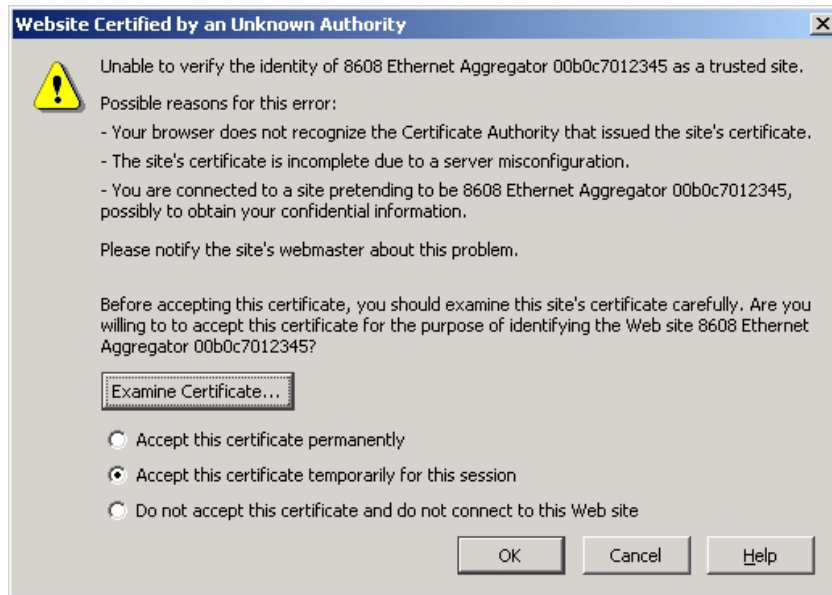 Website Certified by an Unknown Authority
Unable to verify the identity of 8608 Ethernet Aggregator 00b0c7012345 as a trusted site.
Possible reasons for this error:
- Your browser does not recognize the Certificate Authority that issued the site's certificate.
- The site's certificate is incomplete due to a server misconfiguration.
- You are connected to a site pretending to be 8608 Ethernet Aggregator 00b0c7012345,
possibly to obtain your confidential information.
Please notify the site's webmaster about this problem.
Before accepting this certificate, you should examine this site's certificate carefully. Are you
willing to to accept this certificate for the purpose of identifying the Web site 8608 Ethernet
Aggregator 00b0c7012345?
Examine Certificate...
Accept this certificate permanently
Accept this certificate temporarily for this session
Do not accept this certificate and do not connect to this Web site
OK Cancel Help